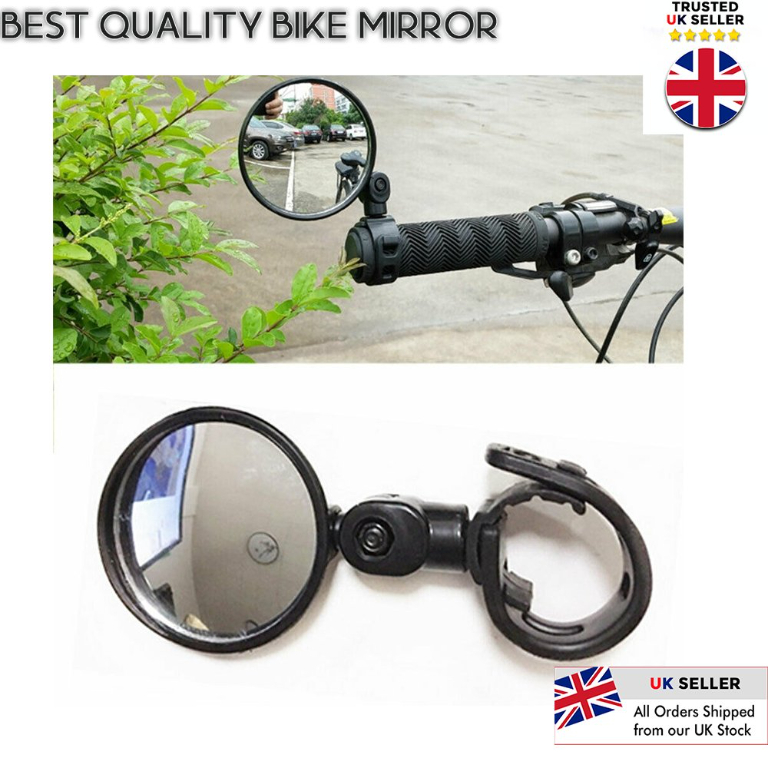 BEST QUALITY BIKE MIRROR
TRUSTED
UK SELLER
UK SELLER
All Orders Shipped
from our UK Stock